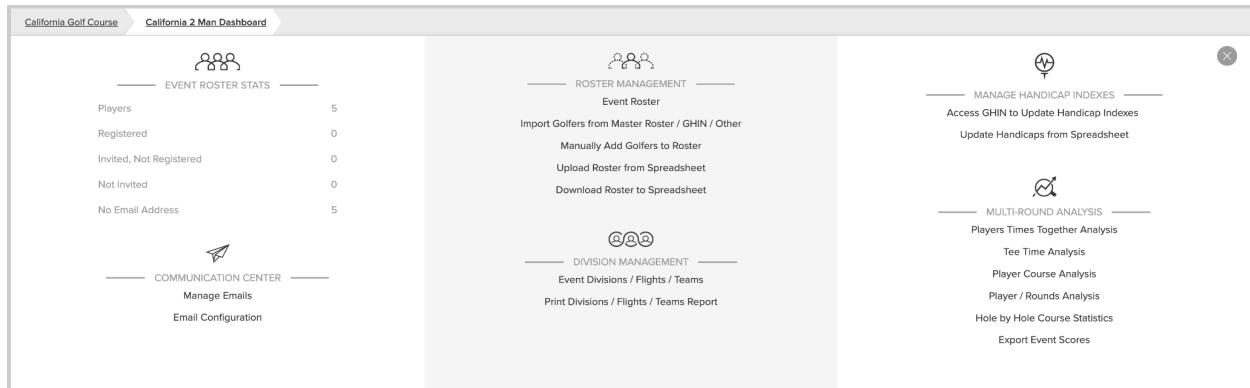 California Golf Course
California 2 Man Dashboard
EVENT ROSTER STATS
Players 5
Registered 0
Invited, Not Registered 0
Not Invited 0
No Email Address 5
COMMUNICATION CENTER
Manage Emails
Email Configuration
ROSTER MANAGEMENT
Event Roster
Import Golfers from Master Roster / GHIN / Other
Manually Add Golfers to Roster
Upload Roster from Spreadsheet
Download Roster to Spreadsheet
DIVISION MANAGEMENT
Event Divisions / Flights / Teams
Print Divisions / Flights / Teams Report
MANAGE HANDICAP INDEXES
Access GHIN to Update Handicap Indexes
Update Handicaps from Spreadsheet
MULTI-ROUND ANALYSIS
Players Times Together Analysis
Tee Time Analysis
Player Course Analysis
Player / Rounds Analysis
Hole by Hole Course Statistics
Export Event Scores